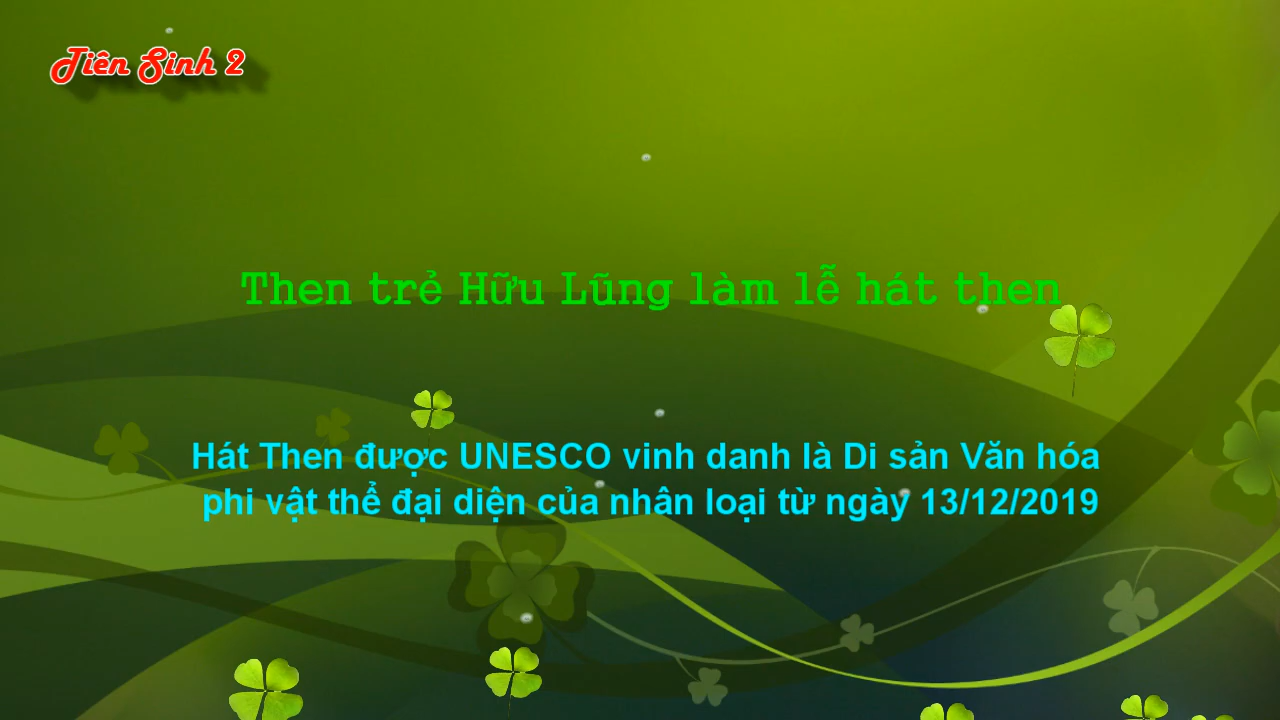 Tiên Sinh 2
Then trẻ Hữu Lũng làm lễ hát then
Hát Then được UNESCO vinh danh là Di sản Văn hóa
phi vật thể đại diện của nhân loại từ ngày 13/12/2019